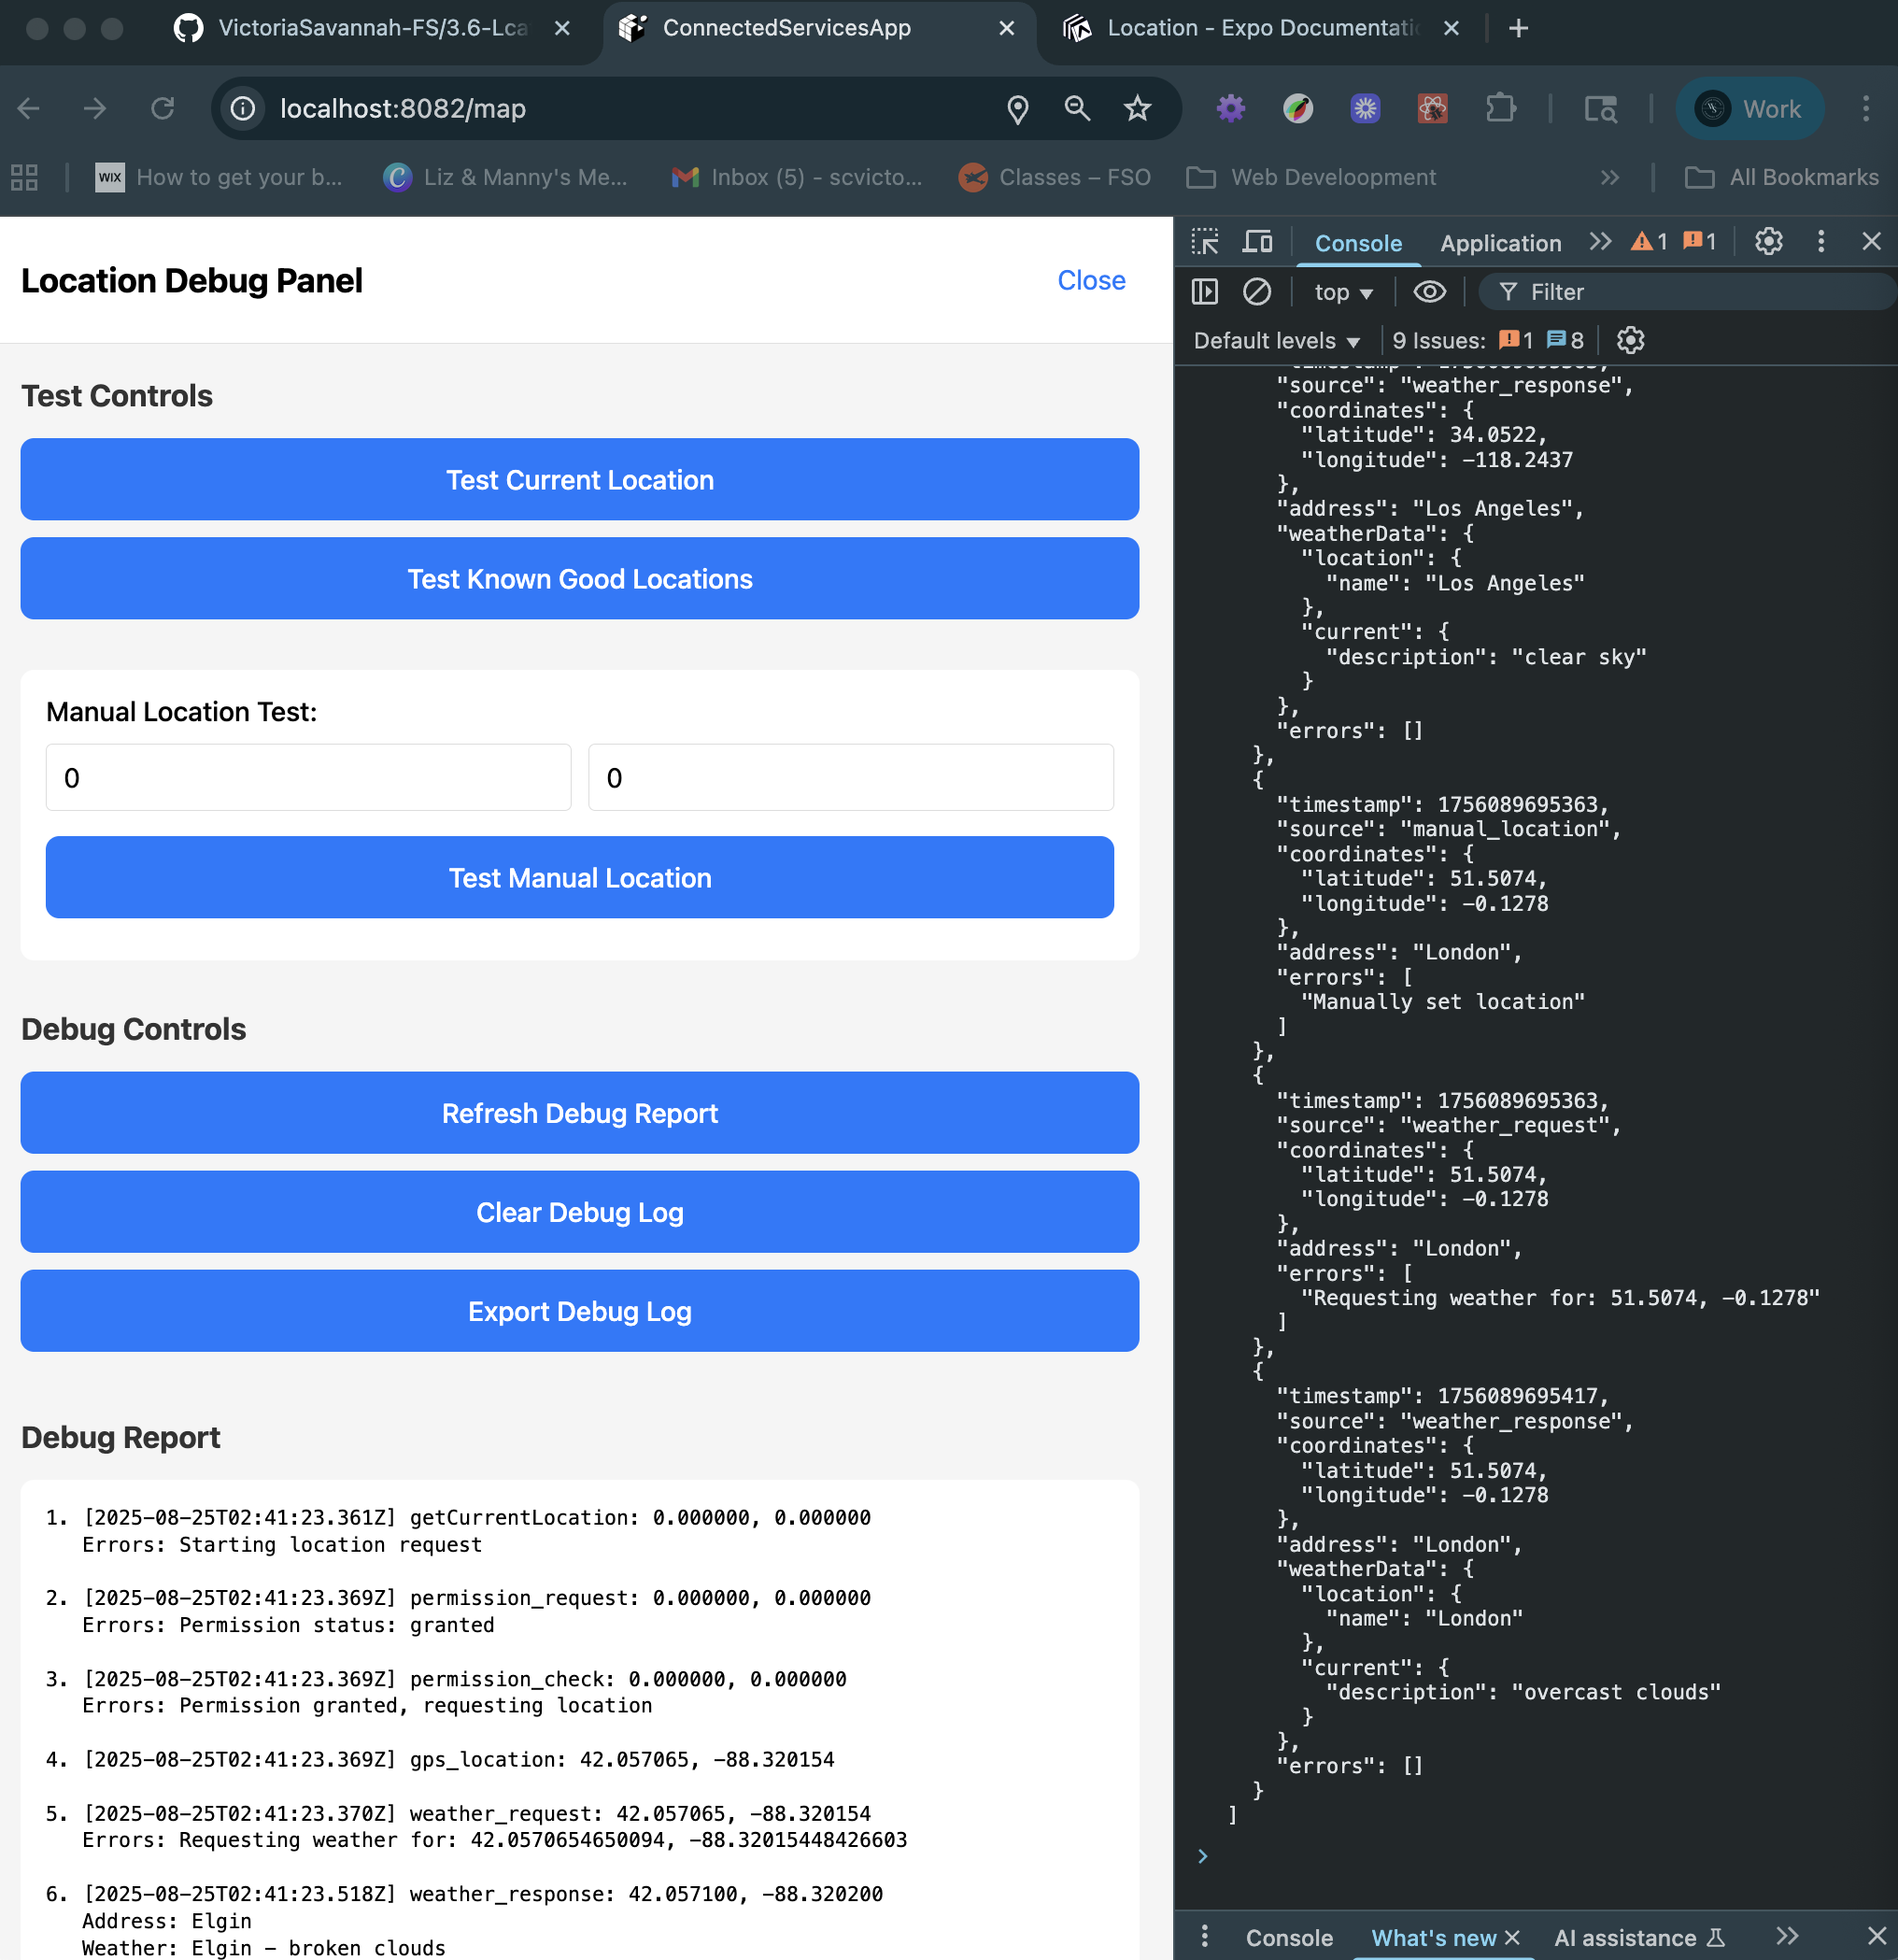 VictoriaSavannah-FS/3.6-Lca
ConnectedServicesApp
Location - Expo Documentatio
localhost:8082/map
Work
WIX
How to get your b...
Liz & Manny's Me...
Inbox (5) - scvicto...
Classes – FSO
Web Develoopment
All Bookmarks
Location Debug Panel
Close
Test Controls
Test Current Location
Test Known Good Locations
Manual Location Test:
0
0
Test Manual Location
Debug Controls
Refresh Debug Report
Clear Debug Log
Export Debug Log
Debug Report
1. [2025-08-25T02:41:23.361Z] getCurrentLocation: 0.000000, 0.000000
Errors: Starting location request
2. [2025-08-25T02:41:23.369Z] permission_request: 0.000000, 0.000000
Errors: Permission status: granted
3. [2025-08-25T02:41:23.369Z] permission_check: 0.000000, 0.000000
Errors: Permission granted, requesting location
4. [2025-08-25T02:41:23.369Z] gps_location: 42.057065, -88.320154
5. [2025-08-25T02:41:23.370Z] weather_request: 42.057065, -88.320154
Errors: Requesting weather for: 42.0570654650094, -88.32015448426603
6. [2025-08-25T02:41:23.518Z] weather_response: 42.057100, -88.320200
Address: Elgin
Weather: Elgin - broken clouds
Console
Application
1
1
top
Filter
Default levels
9 Issues:
1
8
"source": "weather_response",
"coordinates": {
"latitude": 34.0522,
"longitude": -118.2437
},
"address": "Los Angeles",
"weatherData": {
"location": {
"name": "Los Angeles"
},
"current": {
"description": "clear sky"
}
},
"errors": []
},
{
"timestamp": 1756089695363,
"source": "manual_location",
"coordinates": {
"latitude": 51.5074,
"longitude": -0.1278
},
"address": "London",
"errors": [
"Manually set location"
]
},
{
"timestamp": 1756089695363,
"source": "weather_request",
"coordinates": {
"latitude": 51.5074,
"longitude": -0.1278
},
"address": "London",
"errors": [
"Requesting weather for: 51.5074, -0.1278"
]
},
{
"timestamp": 1756089695417,
"source": "weather_response",
"coordinates": {
"latitude": 51.5074,
"longitude": -0.1278
},
"address": "London",
"weatherData": {
"location": {
"name": "London"
},
"current": {
"description": "overcast clouds"
}
},
"errors": []
}
]
Console
What's new
AI assistance